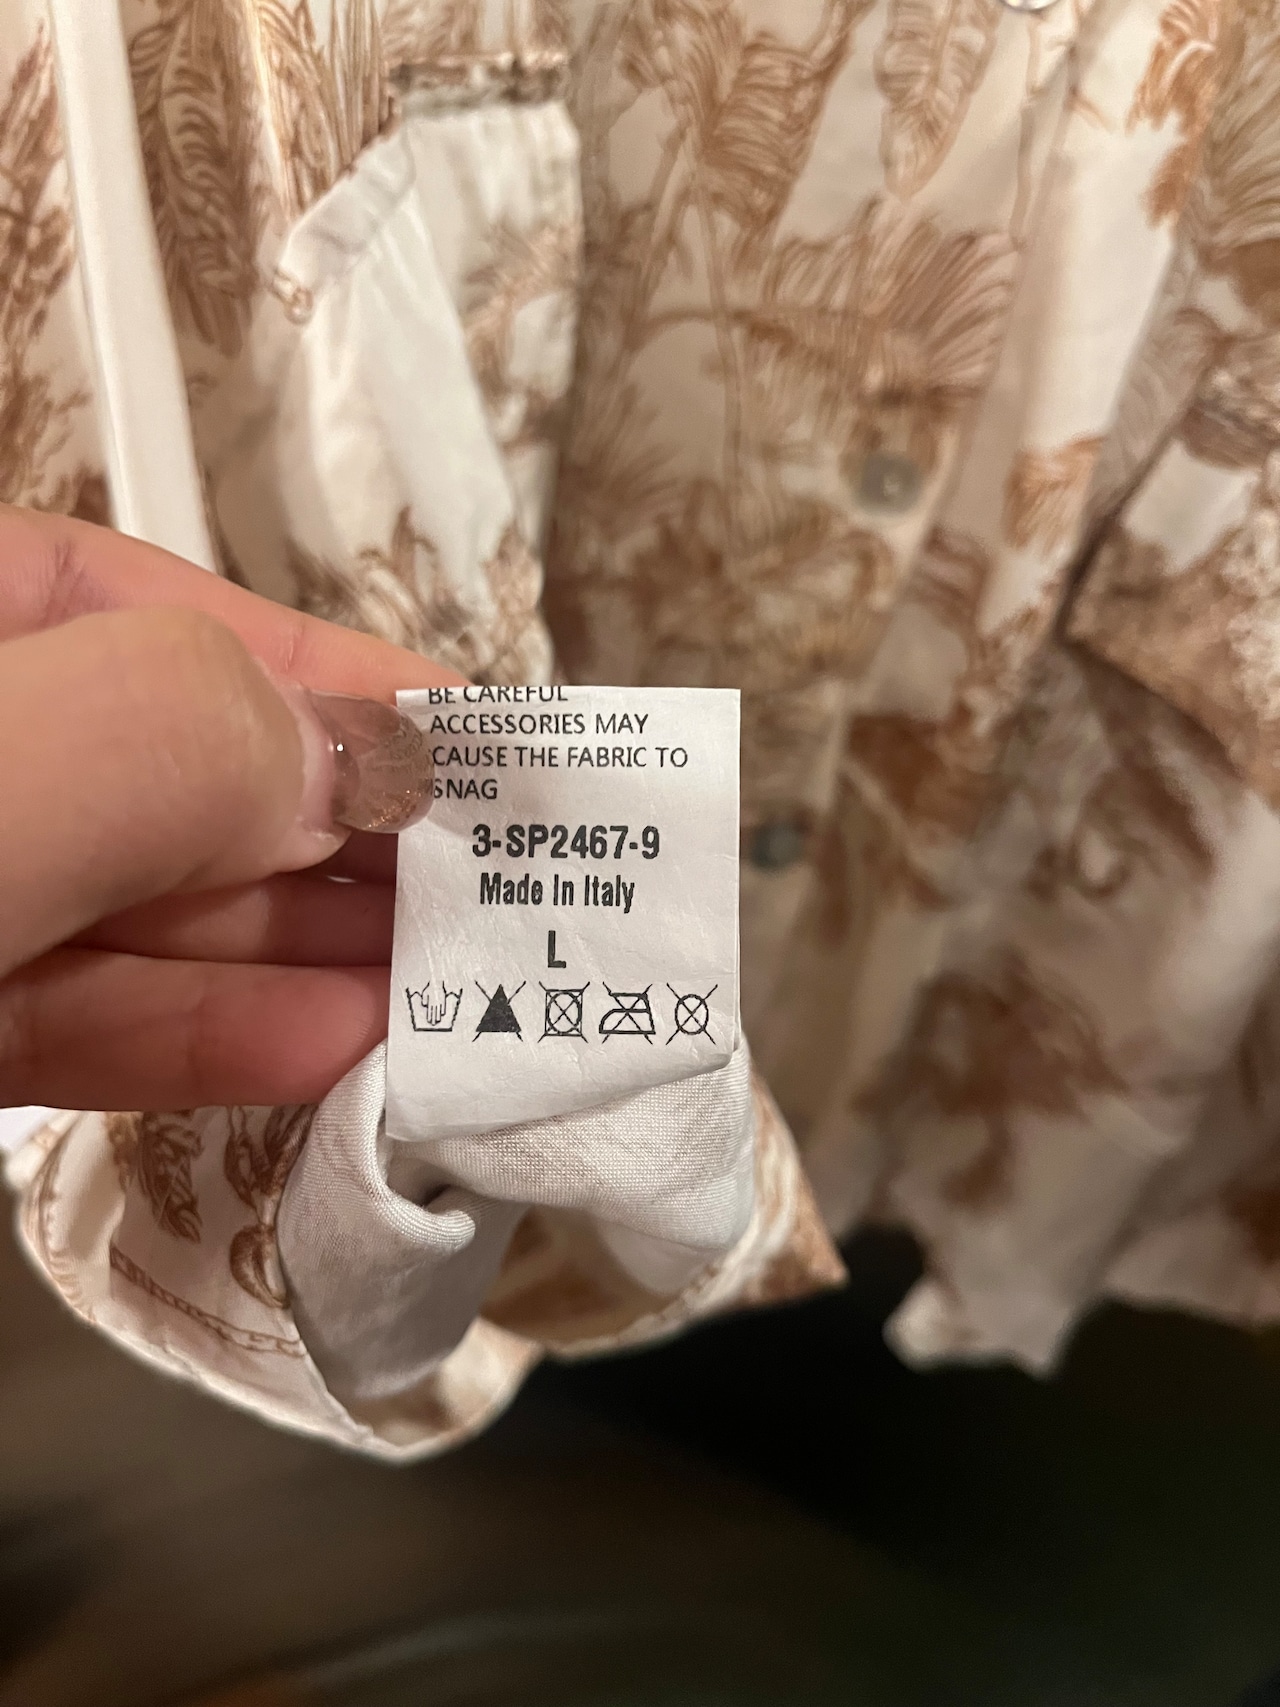 BE CAREFUL
ACCESSORIES MAY
CAUSE THE FABRIC TO
SNAG
3-SP2467-9
Made In Italy
L